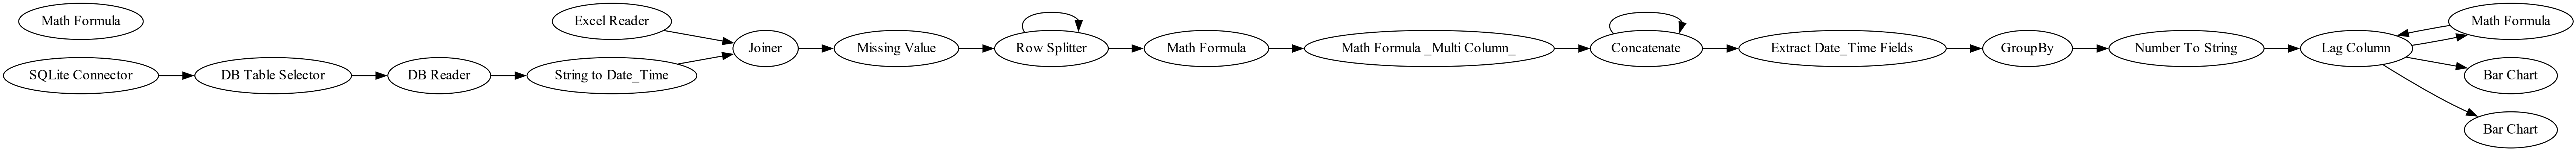 Math Formula
SQLite Connector
DB Table Selector
DB Reader
Excel Reader
String to Date_Time
Joiner
Missing Value
Row Splitter
Math Formula
Math Formula _Multi Column_
Concatenate
Extract Date_Time Fields
GroupBy
Number To String
Lag Column
Math Formula
Bar Chart
Bar Chart